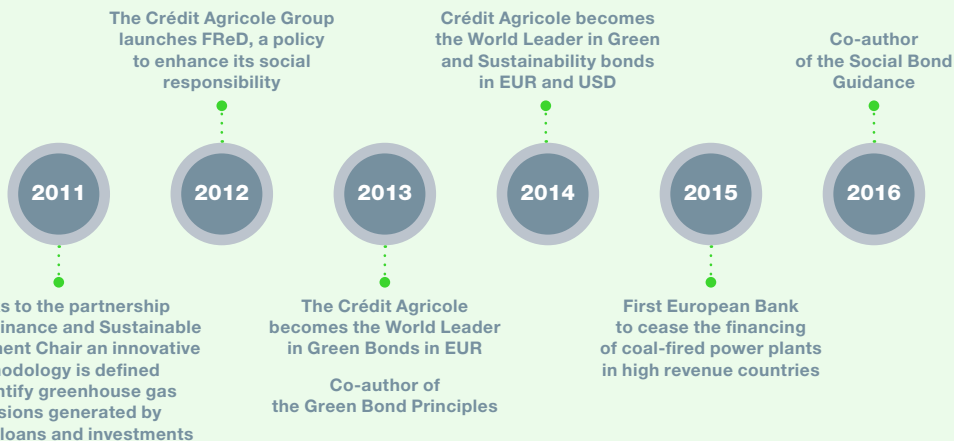 The Crédit Agricole Group
launches FReD, a policy
to enhance its social
responsibility
Crédit Agricole becomes
the World Leader in Green
and Sustainability bonds
in EUR and USD
Co-author
of the Social Bond
Guidance
2011
2012
2013
2014
2015
2016
to the partnership
inance and Sustainable
Chair an innovative
is defined
greenhouse gas
generated by
loans and investments
The Crédit Agricole
becomes the World Leader
in Green Bonds in EUR
Co-author of
the Green Bond Principles
First European Bank
to cease the financing
of coal-fired power plants
in high revenue countries